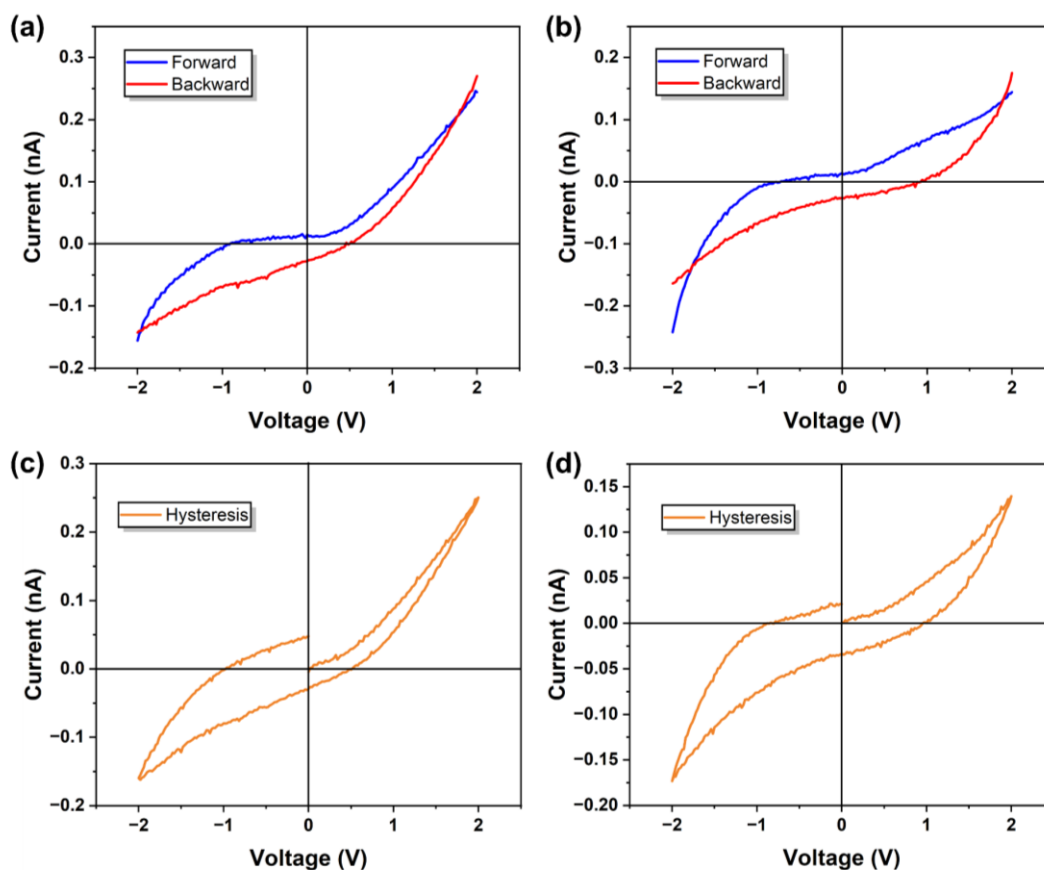 (a)
Forward
Backward
0.3
0.2
0.1
0.0
−0.1
−0.2
Current (nA)
−2
−1
0
1
2
Voltage (V)
(b)
Forward
Backward
0.2
0.1
0.0
−0.1
−0.2
−0.3
Current (nA)
−2
−1
0
1
2
Voltage (V)
(c)
Hysteresis
0.3
0.2
0.1
0.0
−0.1
−0.2
Current (nA)
−2
−1
0
1
2
Voltage (V)
(d)
Hysteresis
0.15
0.10
0.05
0.00
−0.05
−0.10
−0.15
−0.20
Current (nA)
−2
−1
0
1
2
Voltage (V)